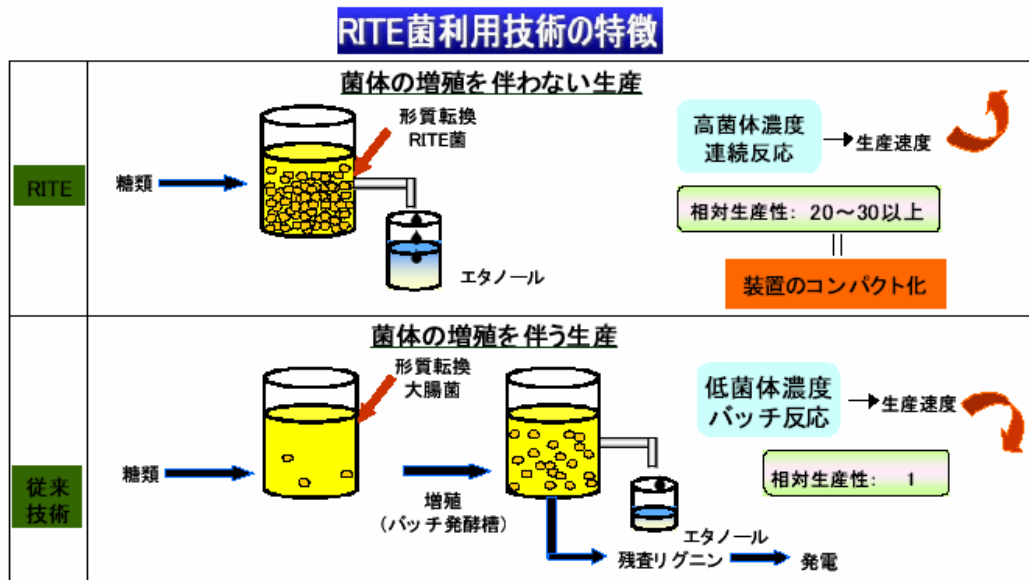 RITE菌利用技術の特徴
RITE
菌体の増殖を伴わない生産
糖類
形質転換
RITE菌
エタノール
高菌体濃度
連続反応
生産速度
相対生産性: 20～30以上
装置のコンパクト化
従来
技術
菌体の増殖を伴う生産
糖類
形質転換
大腸菌
増殖
(バッチ発酵槽)
エタノール
残査リグニン
発電
低菌体濃度
バッチ反応
生産速度
相対生産性: 1